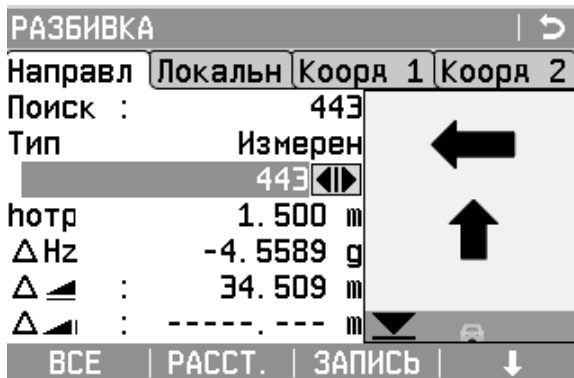 РАЗБИВКА
Направл Локальн Коорд 1 Коорд 2
Поиск : 443
Тип Измерен
443
hотр 1.500 m
ΔHz -4.5589 g
Δ : 34.509 m
Δ : -----.--- m
ВСЕ | РАССТ. | ЗАПИСЬ |